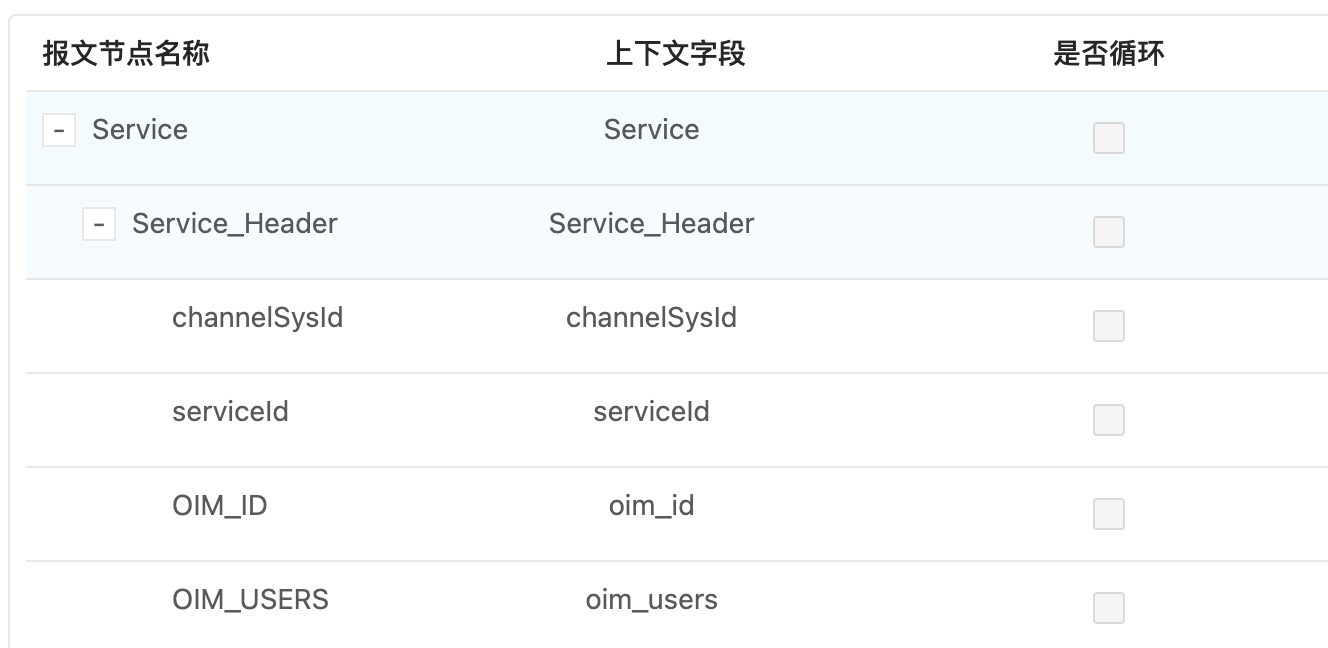 报文节点名称 上下文字段 是否循环
- Service Service
- Service_Header Service_Header
channelSysId channelSysId
serviceId serviceId
OIM_ID oim_id
OIM_USERS oim_users